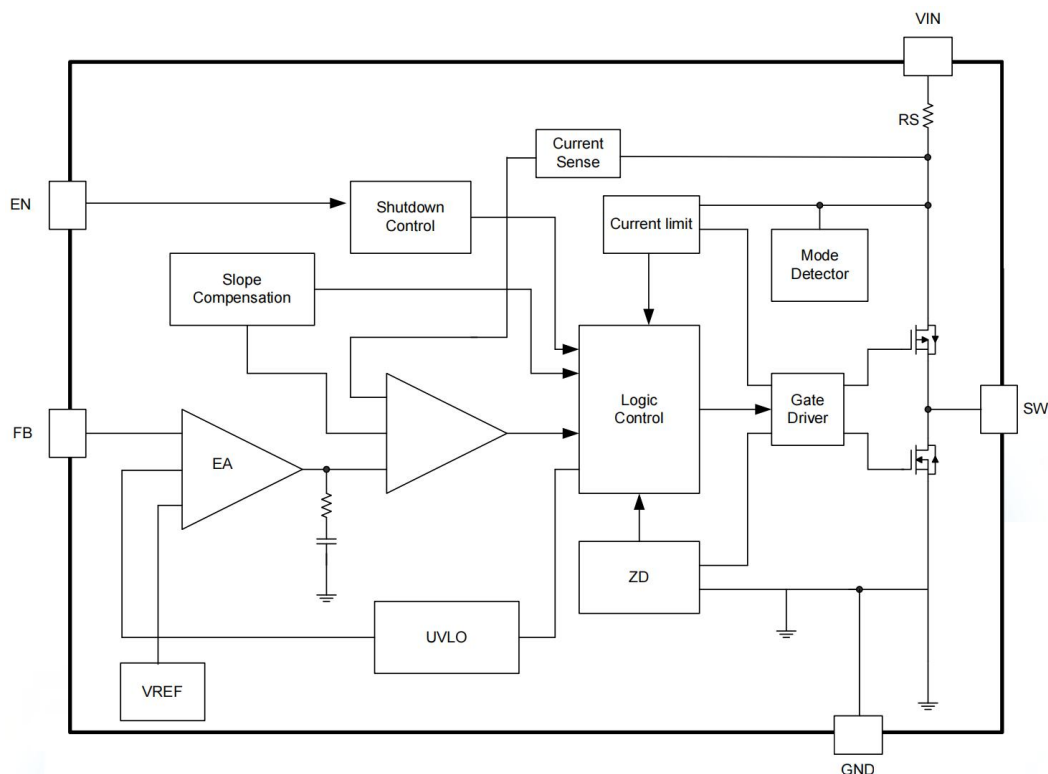 VIN
RS
Current
Sense
EN
Shutdown
Control
Current limit
Mode
Detector
Slope
Compensation
Logic
Control
Gate
Driver
SW
FB
EA
ZD
UVLO
VREF
GND